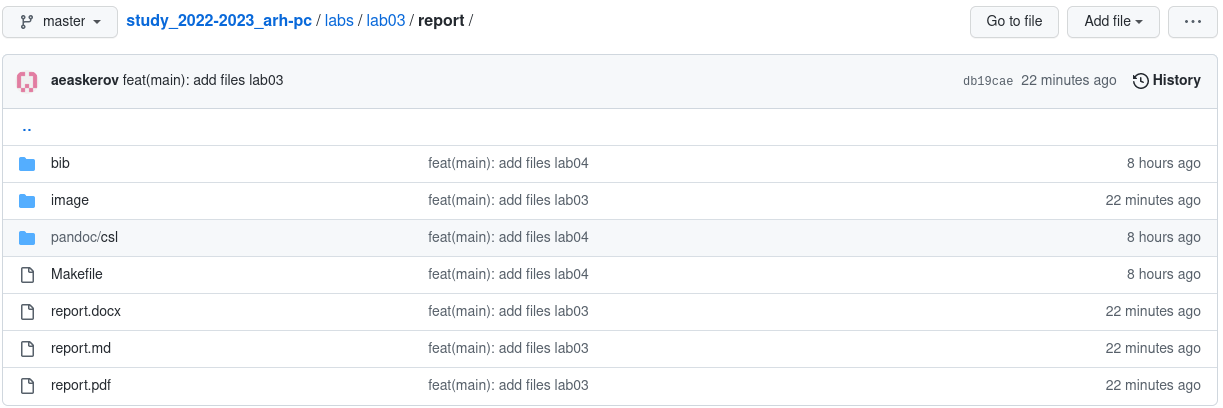 master study_2022-2023_arh-pc / labs / lab03 / report / Go to file Add file ...
aeaskerov feat(main): add files lab03 db19cae 22 minutes ago History
..
bib feat(main): add files lab04 8 hours ago
image feat(main): add files lab03 22 minutes ago
pandoc/csl feat(main): add files lab04 8 hours ago
Makefile feat(main): add files lab04 8 hours ago
report.docx feat(main): add files lab03 22 minutes ago
report.md feat(main): add files lab03 22 minutes ago
report.pdf feat(main): add files lab03 22 minutes ago